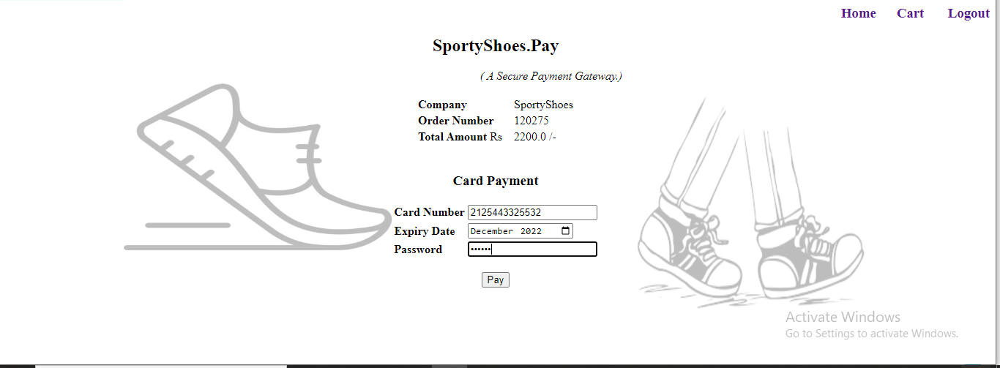 Home Cart Logout
SportyShoes.Pay
( A Secure Payment Gateway.)
Company SportyShoes
Order Number 120275
Total Amount Rs 2200.0 /-
Card Payment
Card Number 2125443325532
Expiry Date December 2022
Password ••••••
Pay
Activate Windows
Go to Settings to activate Windows.